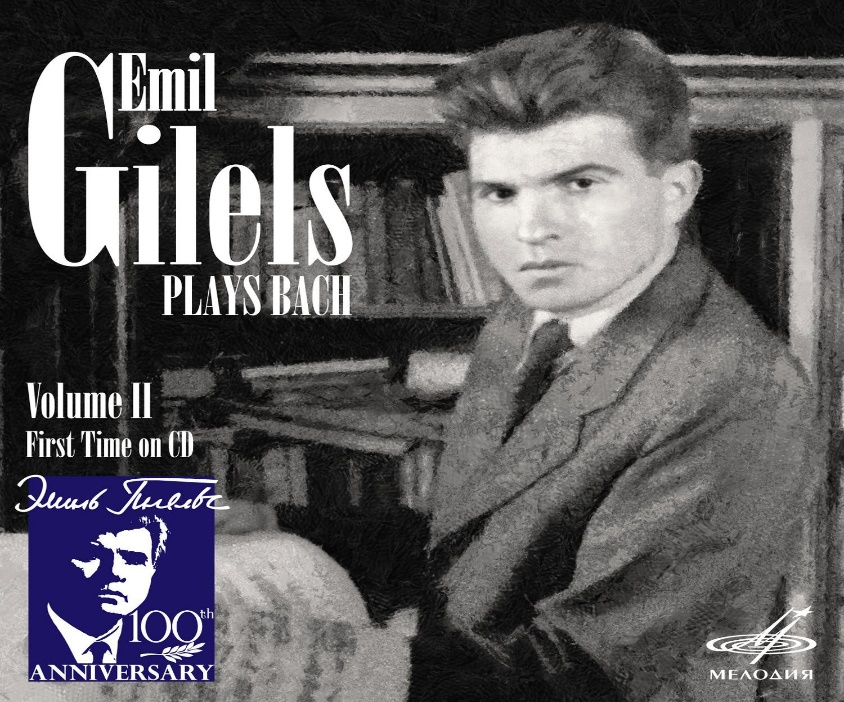 Emil
Gilels
PLAYS BACH
Volume II
First Time on CD
Эмиль Гилельс
100th
ANNIVERSARY
МЕЛОДИЯ